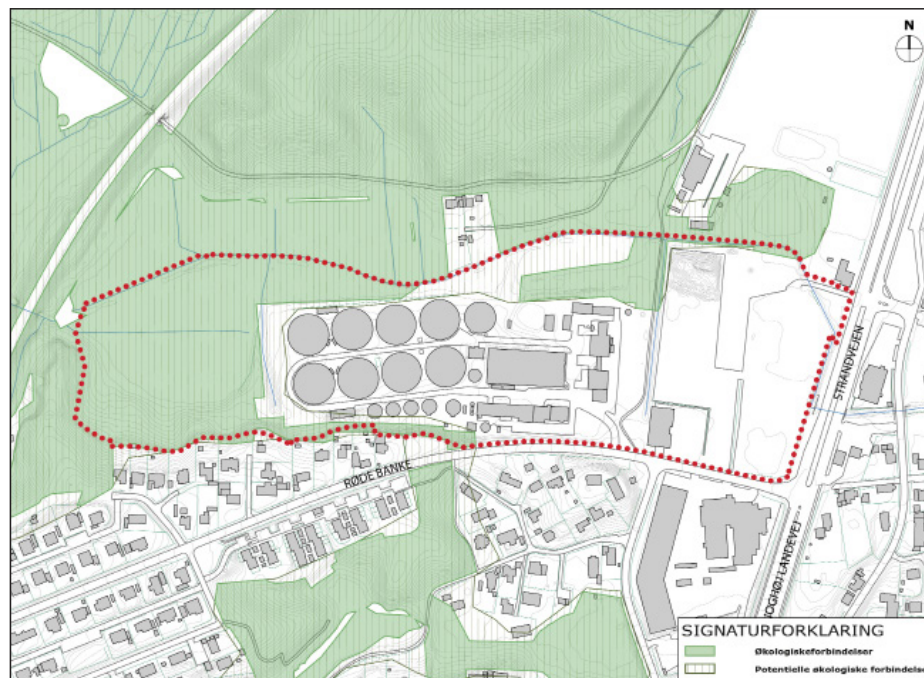 N
STRANDVEJEN
RØDE BANKE
SIGNATURFORKLARING
Økologiskeforbindelser
Potentielle økologiske forbindelse